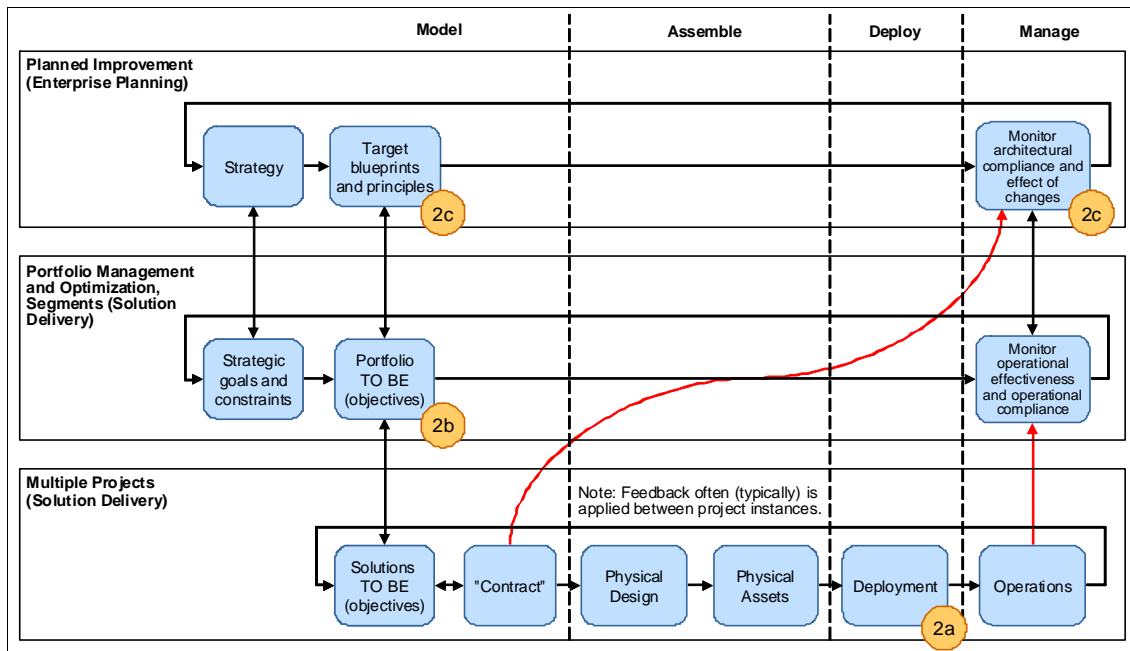 Model
Assemble
Deploy
Manage
Planned Improvement
(Enterprise Planning)
Strategy
Target
blueprints
and principles
2c
Monitor
architectural
compliance and
effect of
changes
2c
Portfolio Management
and Optimization,
Segments (Solution
Delivery)
Strategic
goals and
constraints
Portfolio
TO BE
(objectives)
2b
Monitor
operational
effectiveness
and operational
compliance
Multiple Projects
(Solution Delivery)
Note: Feedback often (typically) is
applied between project instances.
Solutions
TO BE
(objectives)
"Contract"
Physical
Design
Physical
Assets
Deployment
2a
Operations